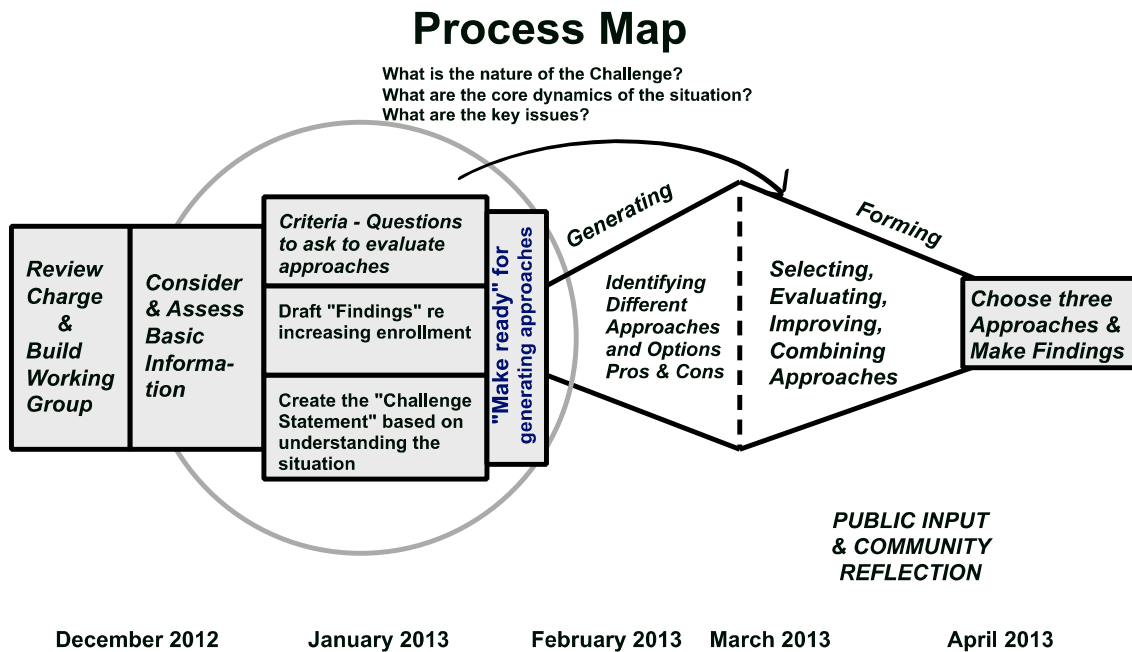 Process Map
What is the nature of the Challenge?
What are the core dynamics of the situation?
What are the key issues?
Review
Charge
&
Build
Working
Group
Consider
& Assess
Basic
Informa-
tion
Criteria - Questions
to ask to evaluate
approaches
Draft "Findings" re
increasing enrollment
Create the "Challenge
Statement" based on
understanding the
situation
"Make ready" for
generating approaches
Generating
Identifying
Different
Approaches
and Options
Pros & Cons
Forming
Selecting,
Evaluating,
Improving,
Combining
Approaches
Choose three
Approaches &
Make Findings
PUBLIC INPUT
& COMMUNITY
REFLECTION
December 2012
January 2013
February 2013
March 2013
April 2013